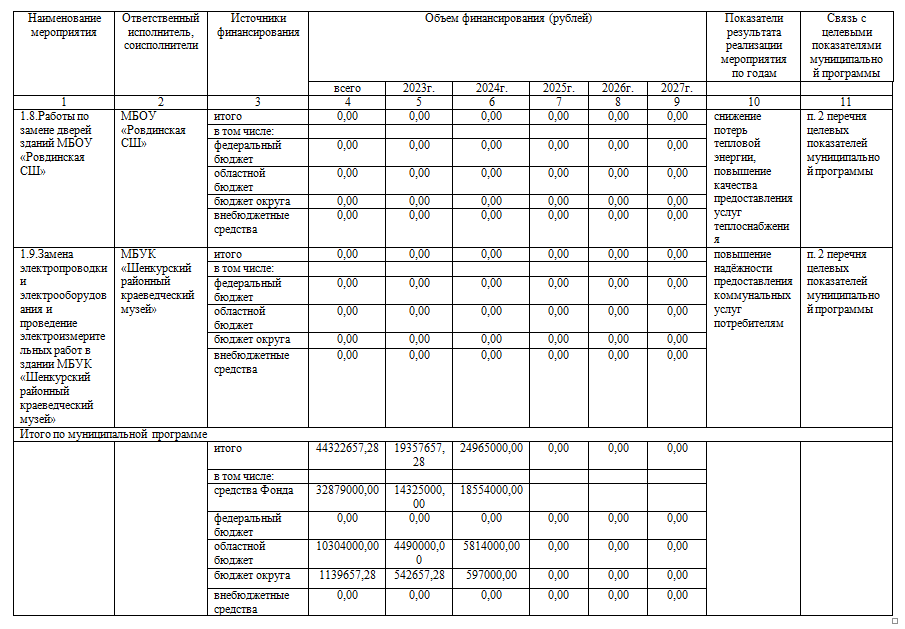 Наименование мероприятия | Ответственный исполнитель, соисполнители | Источники финансирования | Объем финансирования (рублей) | Показатели результата реализации мероприятия по годам | Связь с целевыми показателями муниципально й программы
всего | 2023г. | 2024г. | 2025г. | 2026г. | 2027г.
1 | 2 | 3 | 4 | 5 | 6 | 7 | 8 | 9 | 10 | 11
1.8.Работы по замене дверей зданий МБОУ «Ровдинская СШ» | МБОУ «Ровдинская СШ» | итого | 0,00 | 0,00 | 0,00 | 0,00 | 0,00 | 0,00 | снижение потерь тепловой энергии, повышение качества предоставления услуг теплоснабжени я | п. 2 перечня целевых показателей муниципально й программы
в том числе:
федеральный бюджет | 0,00 | 0,00 | 0,00 | 0,00 | 0,00 | 0,00
областной бюджет | 0,00 | 0,00 | 0,00 | 0,00 | 0,00 | 0,00
бюджет округа | 0,00 | 0,00 | 0,00 | 0,00 | 0,00 | 0,00
внебюджетные средства | 0,00 | 0,00 | 0,00 | 0,00 | 0,00 | 0,00
1.9.Замена электропроводки и электрооборудов ания и проведение электроизмерите льных работ в здании МБУК «Шенкурский районный краеведческий музей» | МБУК «Шенкурский районный краеведческий музей» | итого | 0,00 | 0,00 | 0,00 | 0,00 | 0,00 | 0,00 | повышение надёжности предоставления коммунальных услуг потребителям | п. 2 перечня целевых показателей муниципально й программы
в том числе:
федеральный бюджет | 0,00 | 0,00 | 0,00 | 0,00 | 0,00 | 0,00
областной бюджет | 0,00 | 0,00 | 0,00 | 0,00 | 0,00 | 0,00
бюджет округа | 0,00 | 0,00 | 0,00 | 0,00 | 0,00 | 0,00
внебюджетные средства | 0,00 | 0,00 | 0,00 | 0,00 | 0,00 | 0,00
Итого по муниципальной программе
итого | 44322657,28 | 19357657, 28 | 24965000,00 | 0,00 | 0,00 | 0,00
в том числе:
средства Фонда | 32879000,00 | 14325000, 00 | 18554000,00
федеральный бюджет | 0,00 | 0,00 | 0,00 | 0,00 | 0,00 | 0,00
областной бюджет | 10304000,00 | 4490000,0 0 | 5814000,00 | 0,00 | 0,00 | 0,00
бюджет округа | 1139657,28 | 542657,28 | 597000,00 | 0,00 | 0,00 | 0,00
внебюджетные средства | 0,00 | 0,00 | 0,00 | 0,00 | 0,00 | 0,00